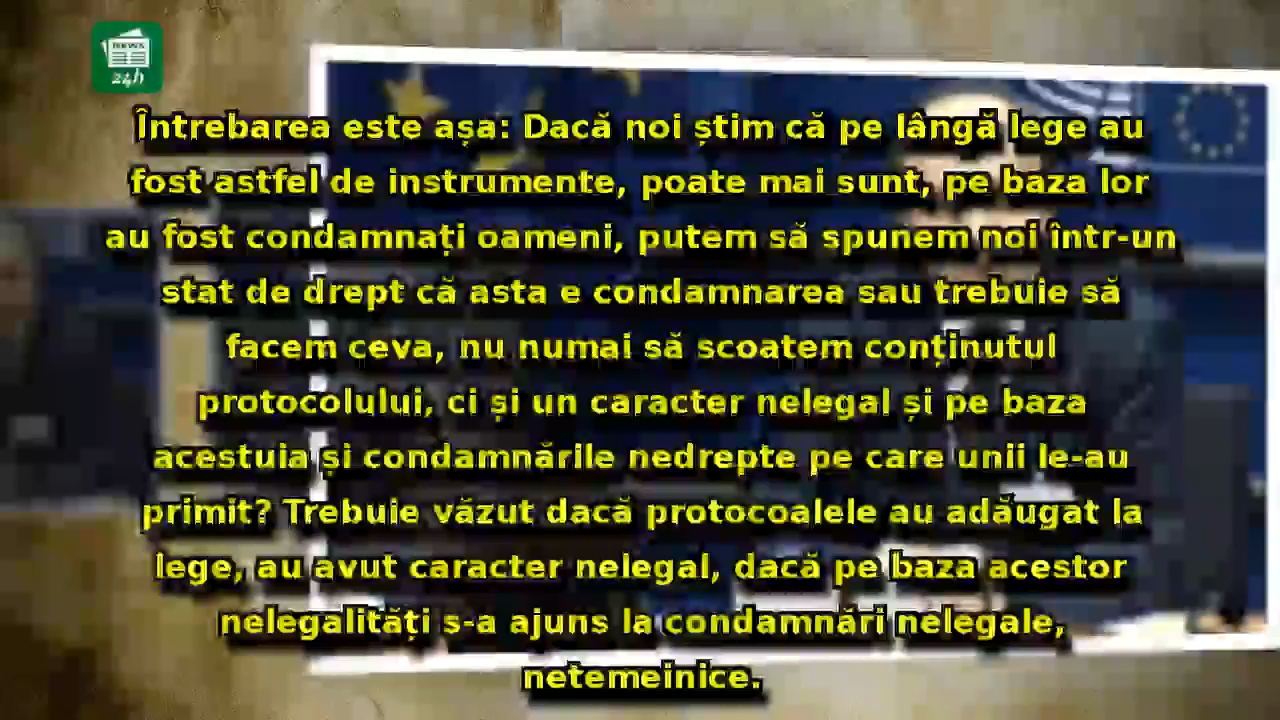 NEWS
24h
Întrebarea este așa: Dacă noi știm că pe lângă lege au
fost astfel de instrumente, poate mai sunt, pe baza lor
au fost condamnați oameni, putem să spunem noi într-un
stat de drept că asta e condamnarea sau trebuie să
facem ceva, nu numai să scoatem conținutul
protocolului, ci și un caracter nelegal și pe baza
acestuia și condamnările nedrepte pe care unii le-au
primit? Trebuie văzut dacă protocoalele au adăugat la
lege, au avut caracter nelegal, dacă pe baza acestor
nelegalități s-a ajuns la condamnări nelegale,
netemeinice.